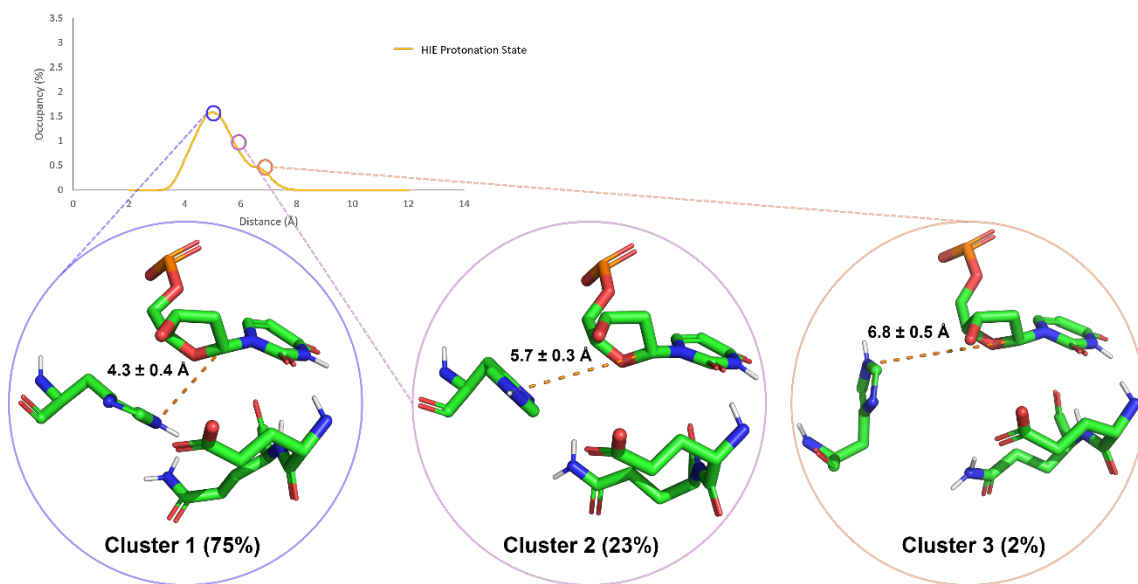 3.5
3
2.5
2
1.5
1
0.5
0
Occupancy (%)
HIE Protonation State
0 2 4 6 8 10 12 14
Distance (Å)
4.3 ± 0.4 Å
5.7 ± 0.3 Å
6.8 ± 0.5 Å
Cluster 1 (75%)
Cluster 2 (23%)
Cluster 3 (2%)